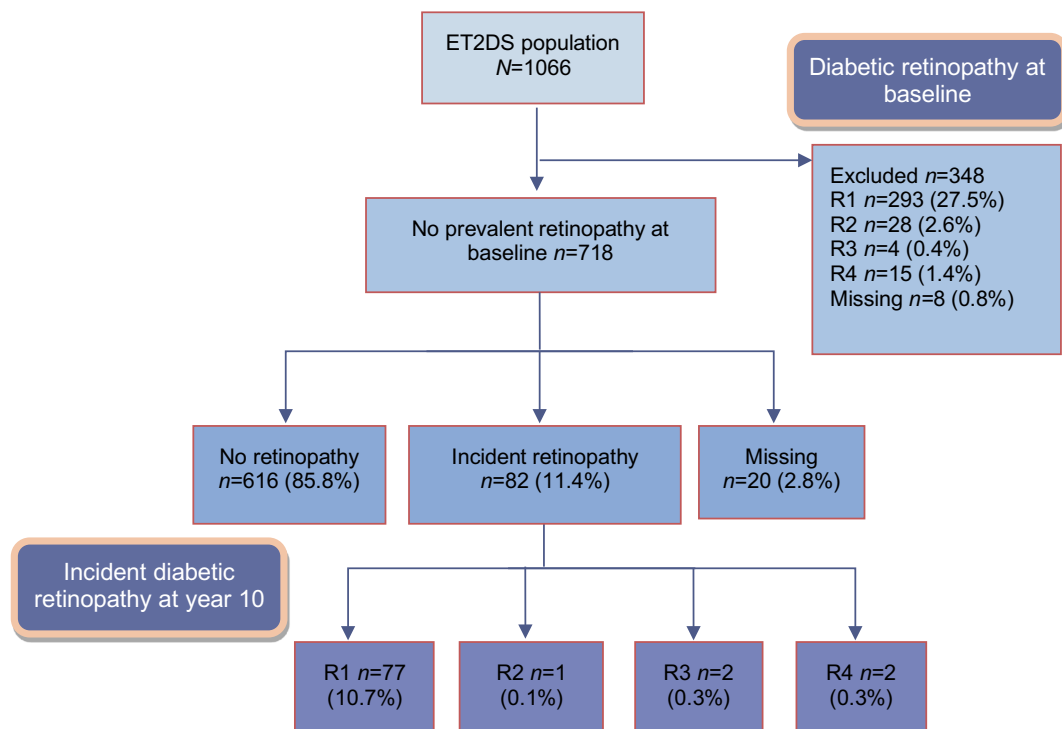 ET2DS population
N=1066
Diabetic retinopathy at
baseline
Excluded n=348
R1 n=293 (27.5%)
R2 n=28 (2.6%)
R3 n=4 (0.4%)
R4 n=15 (1.4%)
Missing n=8 (0.8%)
No prevalent retinopathy at
baseline n=718
No retinopathy
n=616 (85.8%)
Incident retinopathy
n=82 (11.4%)
Missing
n=20 (2.8%)
Incident diabetic
retinopathy at year 10
R1 n=77
(10.7%)
R2 n=1
(0.1%)
R3 n=2
(0.3%)
R4 n=2
(0.3%)